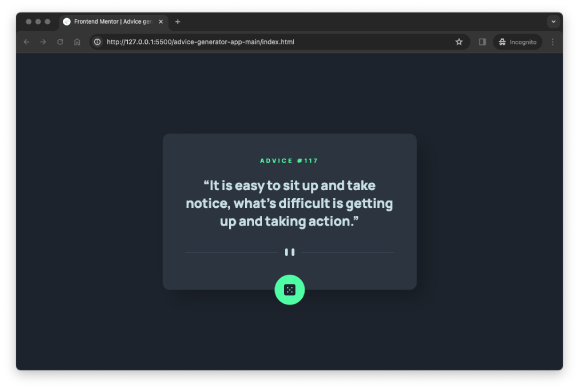 Frontend Mentor | Advice gen
http://127.0.0.1:5500/advice-generator-app-main/index.html
Incognito
ADVICE #117
“It is easy to sit up and take
notice, what’s difficult is getting
up and taking action.”